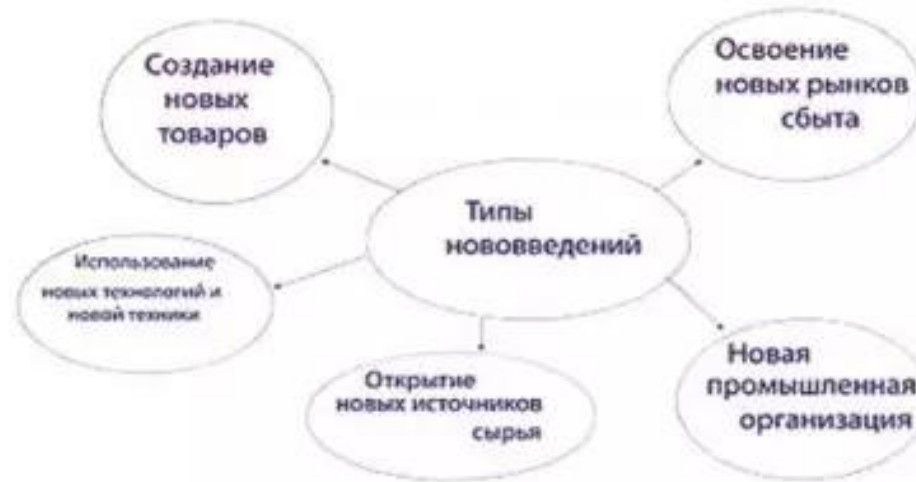 Создание
новых
товаров
Освоение
новых рынков
сбыта
Типы
нововведений
Использование
новых технологий и
новой техники
Открытие
новых источников
сырья
Новая
промышленная
организация